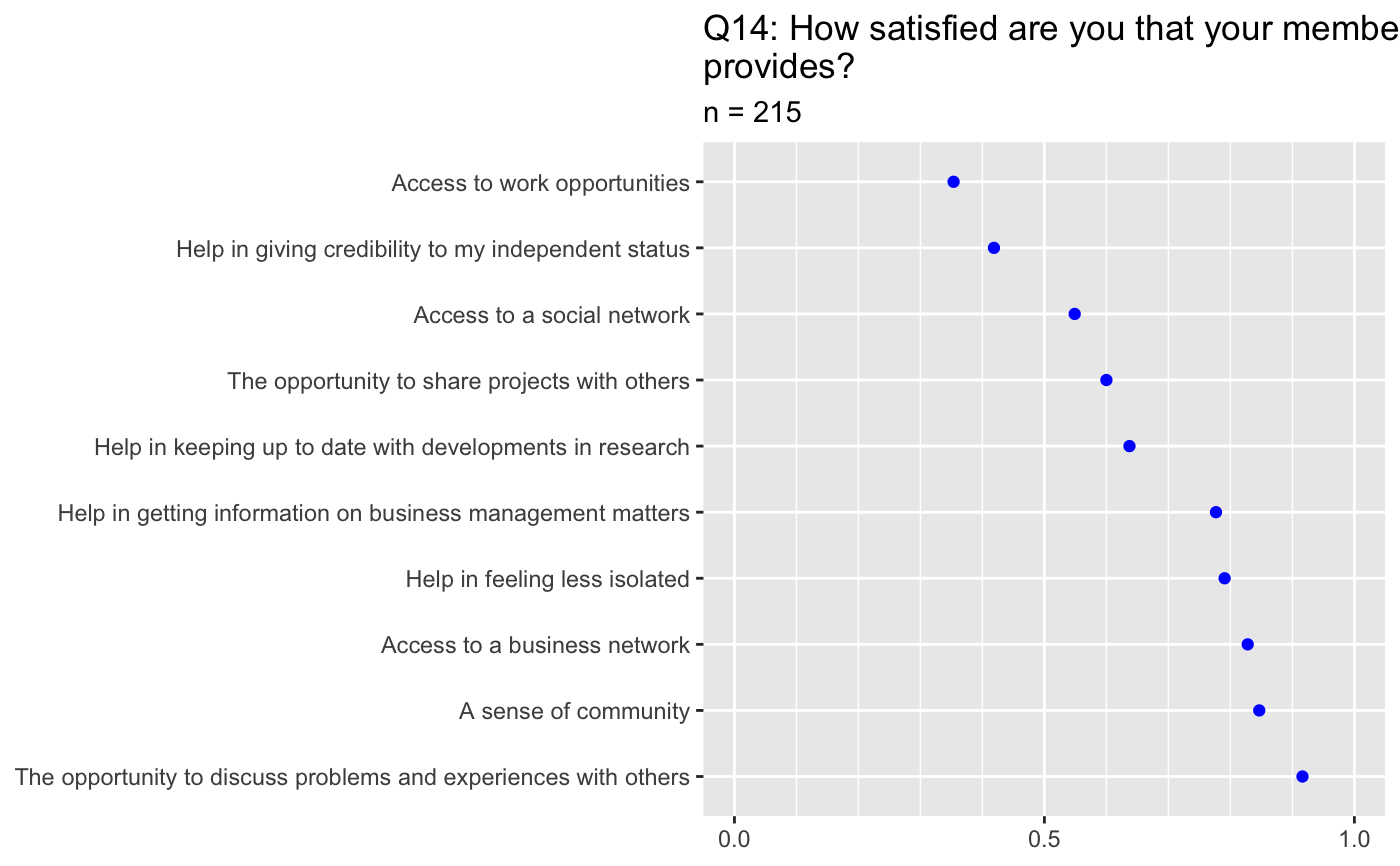 Q14: How satisfied are you that your membe
provides?
n = 215
Access to work opportunities
Help in giving credibility to my independent status
Access to a social network
The opportunity to share projects with others
Help in keeping up to date with developments in research
Help in getting information on business management matters
Help in feeling less isolated
Access to a business network
A sense of community
The opportunity to discuss problems and experiences with others
0.0 0.5 1.0